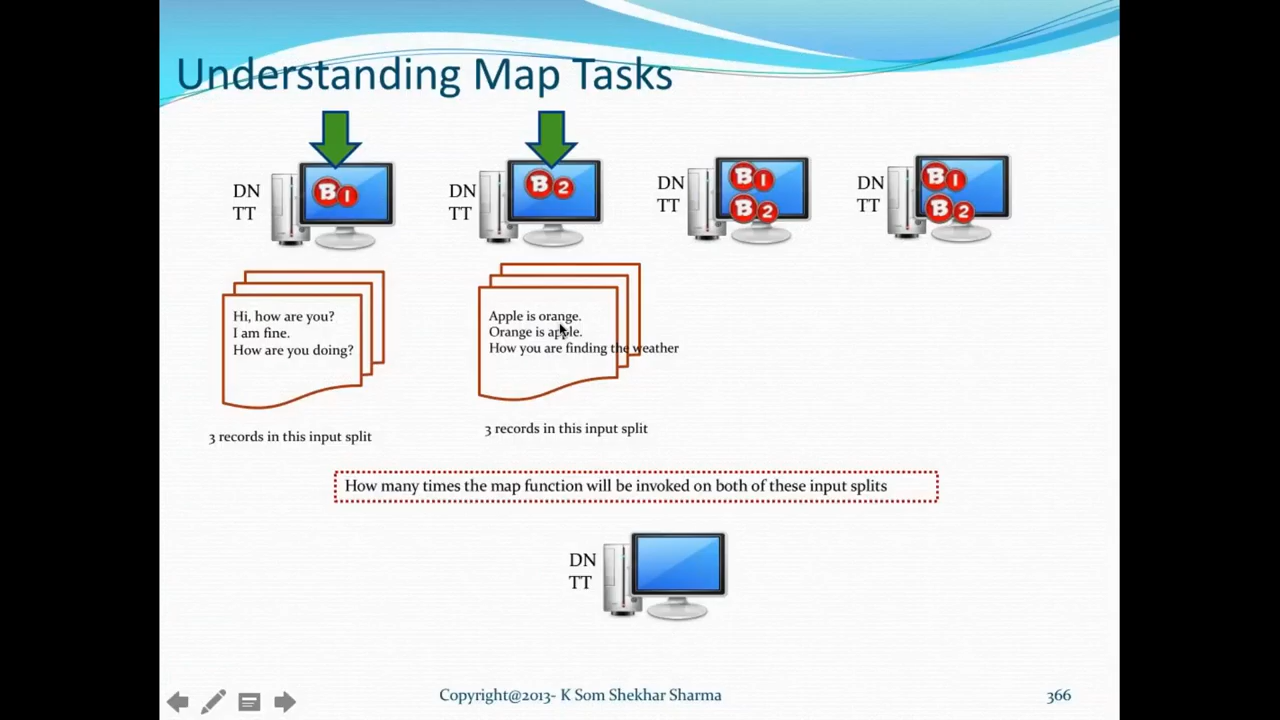 Understanding Map Tasks
DN
TT
B1
DN
TT
B2
DN
TT
B1
B2
DN
TT
B1
B2
Hi, how are you?
I am fine.
How are you doing?
Apple is orange.
Orange is apple.
How you are finding the weather
3 records in this input split
3 records in this input split
How many times the map function will be invoked on both of these input splits
DN
TT
Copyright@2013- K Som Shekhar Sharma
366